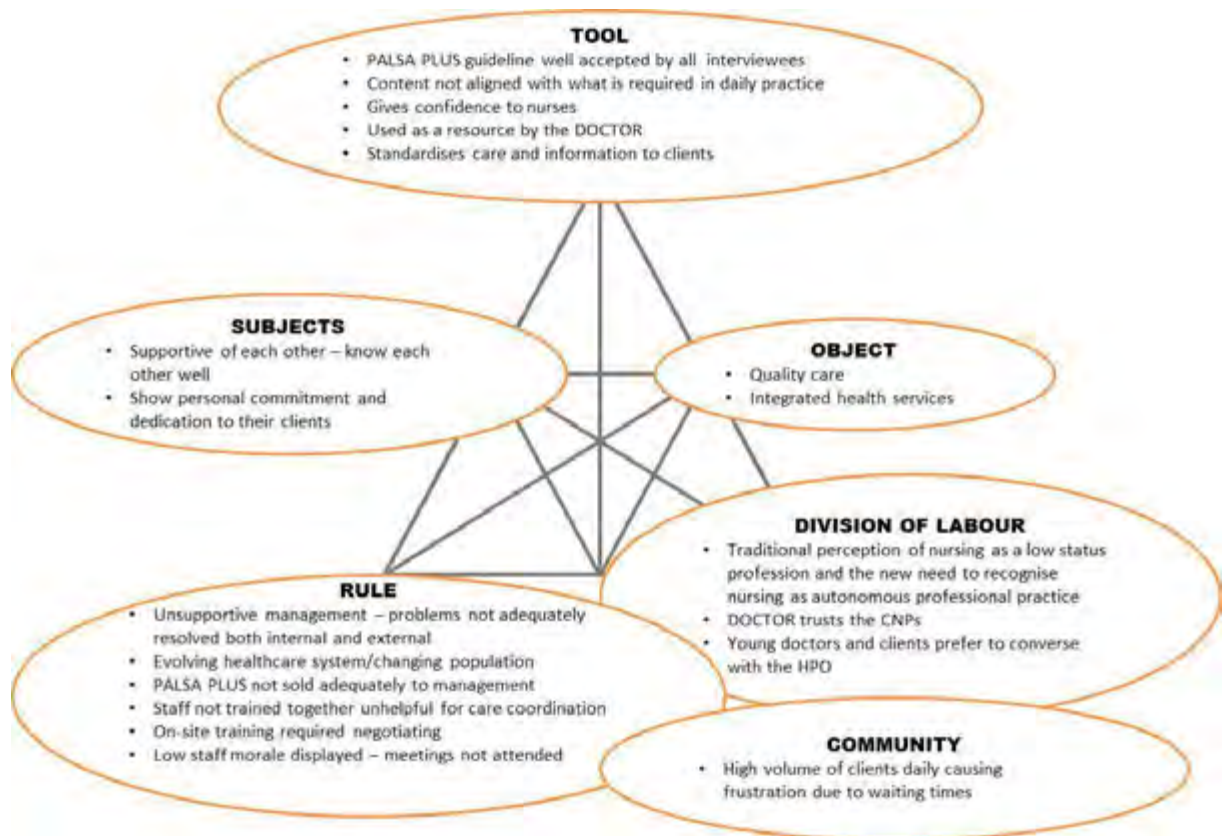 TOOL
• PALSA PLUS guideline well accepted by all interviewees
• Content not aligned with what is required in daily practice
• Gives confidence to nurses
• Used as a resource by the DOCTOR
• Standardises care and information to clients
SUBJECTS
• Supportive of each other – know each
other well
• Show personal commitment and
dedication to their clients
OBJECT
• Quality care
• Integrated health services
DIVISION OF LABOUR
• Traditional perception of nursing as a low status
profession and the new need to recognise
nursing as autonomous professional practice
• DOCTOR trusts the CNPs
• Young doctors and clients prefer to converse
with the HPO
RULE
• Unsupportive management – problems not adequately
resolved both internal and external
• Evolving healthcare system/changing population
• PALSA PLUS not sold adequately to management
• Staff not trained together unhelpful for care coordination
• On-site training required negotiating
• Low staff morale displayed – meetings not attended
COMMUNITY
• High volume of clients daily causing
frustration due to waiting times